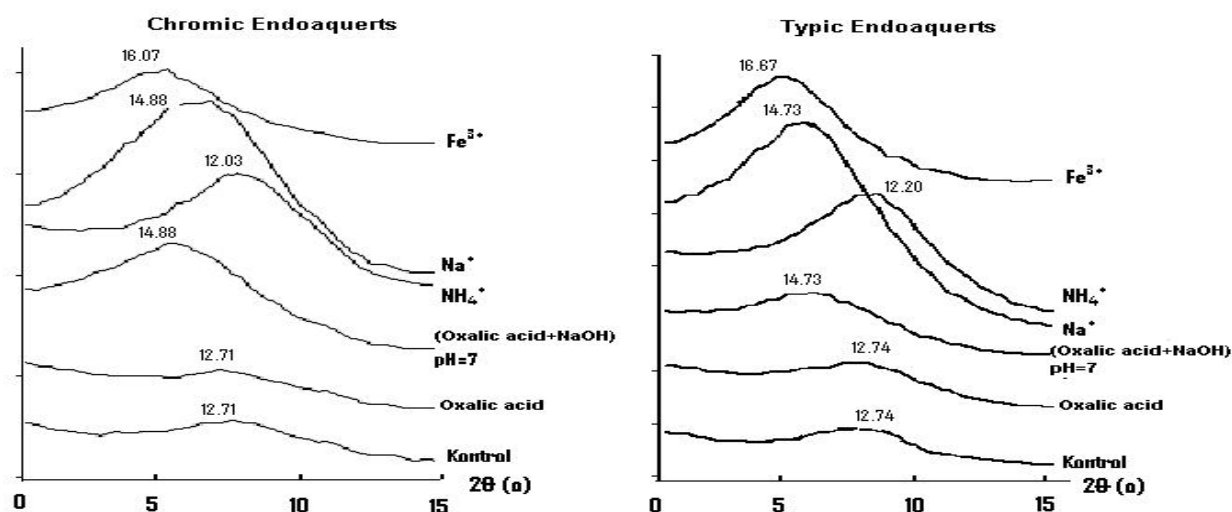 Chromic Endoaquerts
16.07
14.88
Fe³⁺
12.03
14.88
Na⁺
NH₄⁺
(Oxalic acid+NaOH)
pH=7
12.71
Oxalic acid
12.71
Kontrol
2θ (o)
0 5 10 15
Typic Endoaquerts
16.67
14.73
Fe³⁺
12.20
14.73
NH₄⁺
Na⁺
(Oxalic acid+NaOH)
pH=7
12.74
Oxalic acid
12.74
Kontrol
2θ (o)
0 5 10 15